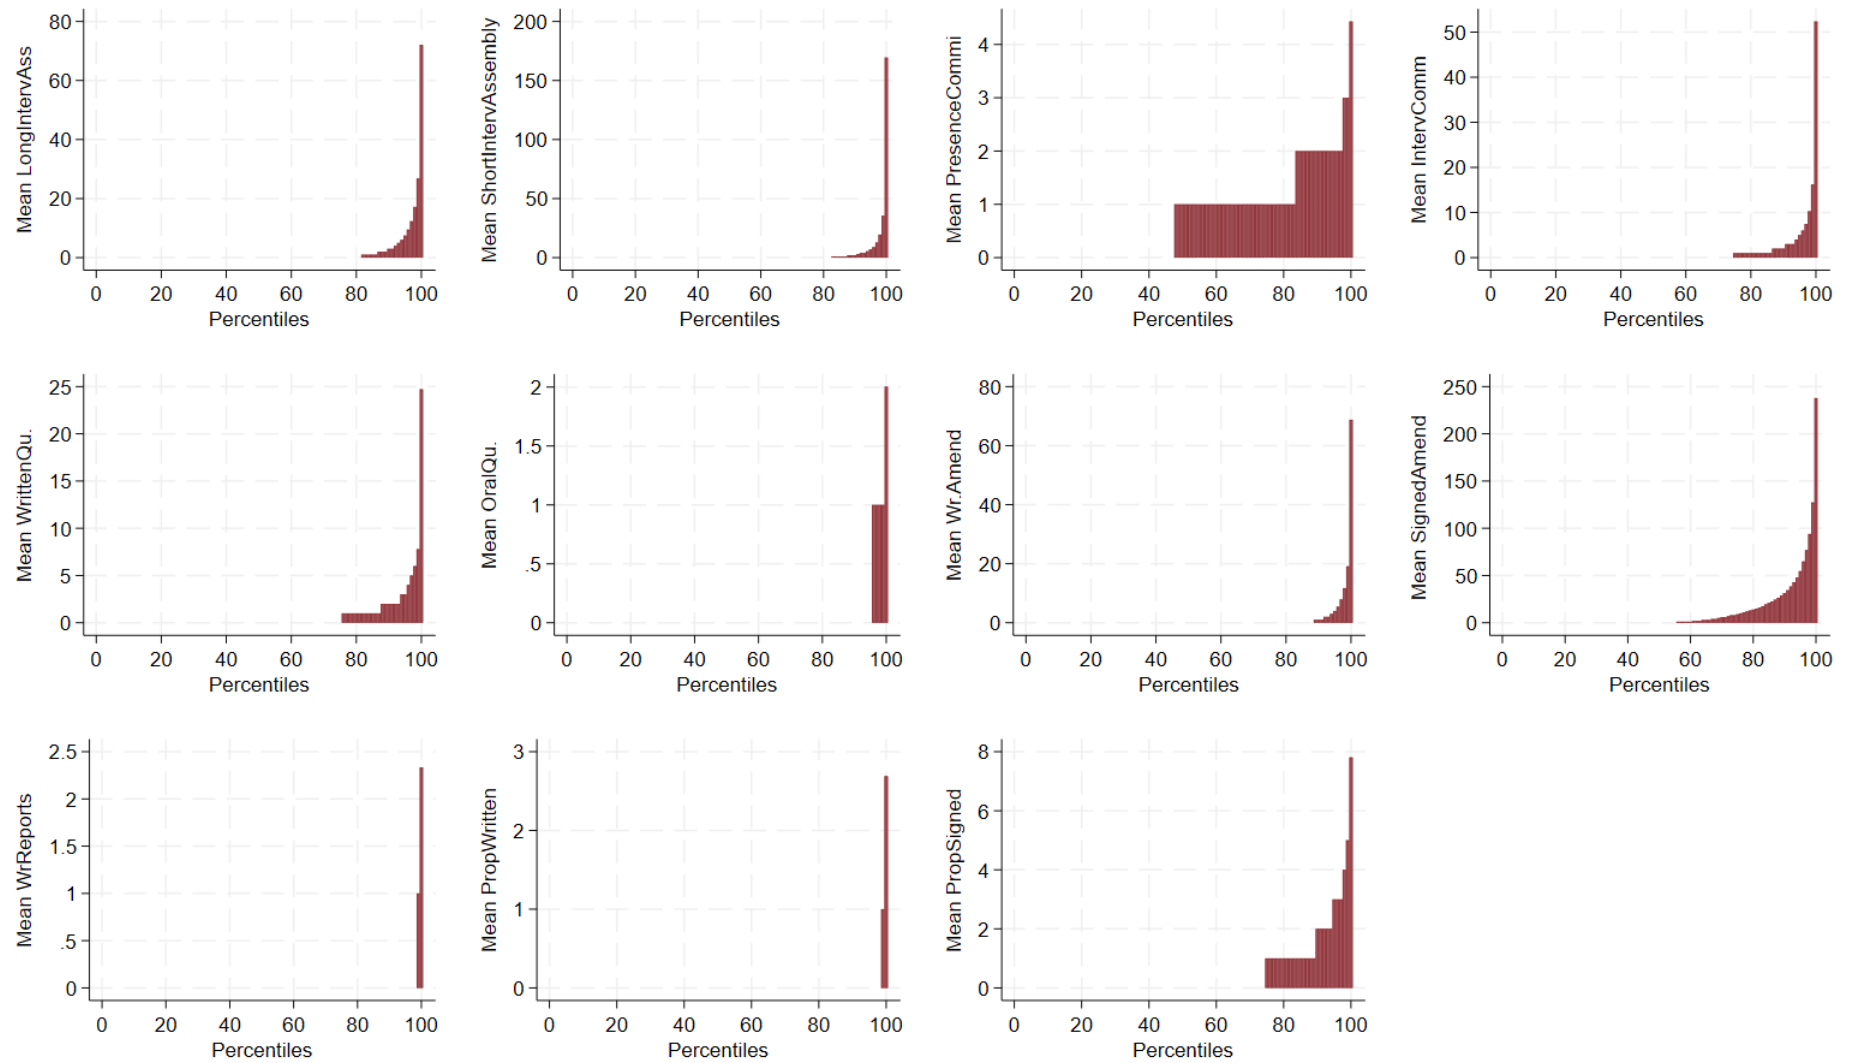 Mean LongIntervAss
80
60
40
20
0
0 20 40 60 80 100
Percentiles
Mean ShortIntervAssembly
200
150
100
50
0
0 20 40 60 80 100
Percentiles
Mean PresenceCommi
4
3
2
1
0
0 20 40 60 80 100
Percentiles
Mean IntervComm
50
40
30
20
10
0
0 20 40 60 80 100
Percentiles
Mean WrittenQu.
25
20
15
10
5
0
0 20 40 60 80 100
Percentiles
Mean OralQu.
2
1.5
1
.5
0
0 20 40 60 80 100
Percentiles
Mean Wr.Amend
80
60
40
20
0
0 20 40 60 80 100
Percentiles
Mean SignedAmend
250
200
150
100
50
0
0 20 40 60 80 100
Percentiles
Mean WrReports
2.5
2
1.5
1
.5
0
0 20 40 60 80 100
Percentiles
Mean PropWritten
3
2
1
0
0 20 40 60 80 100
Percentiles
Mean PropSigned
8
6
4
2
0
0 20 40 60 80 100
Percentiles